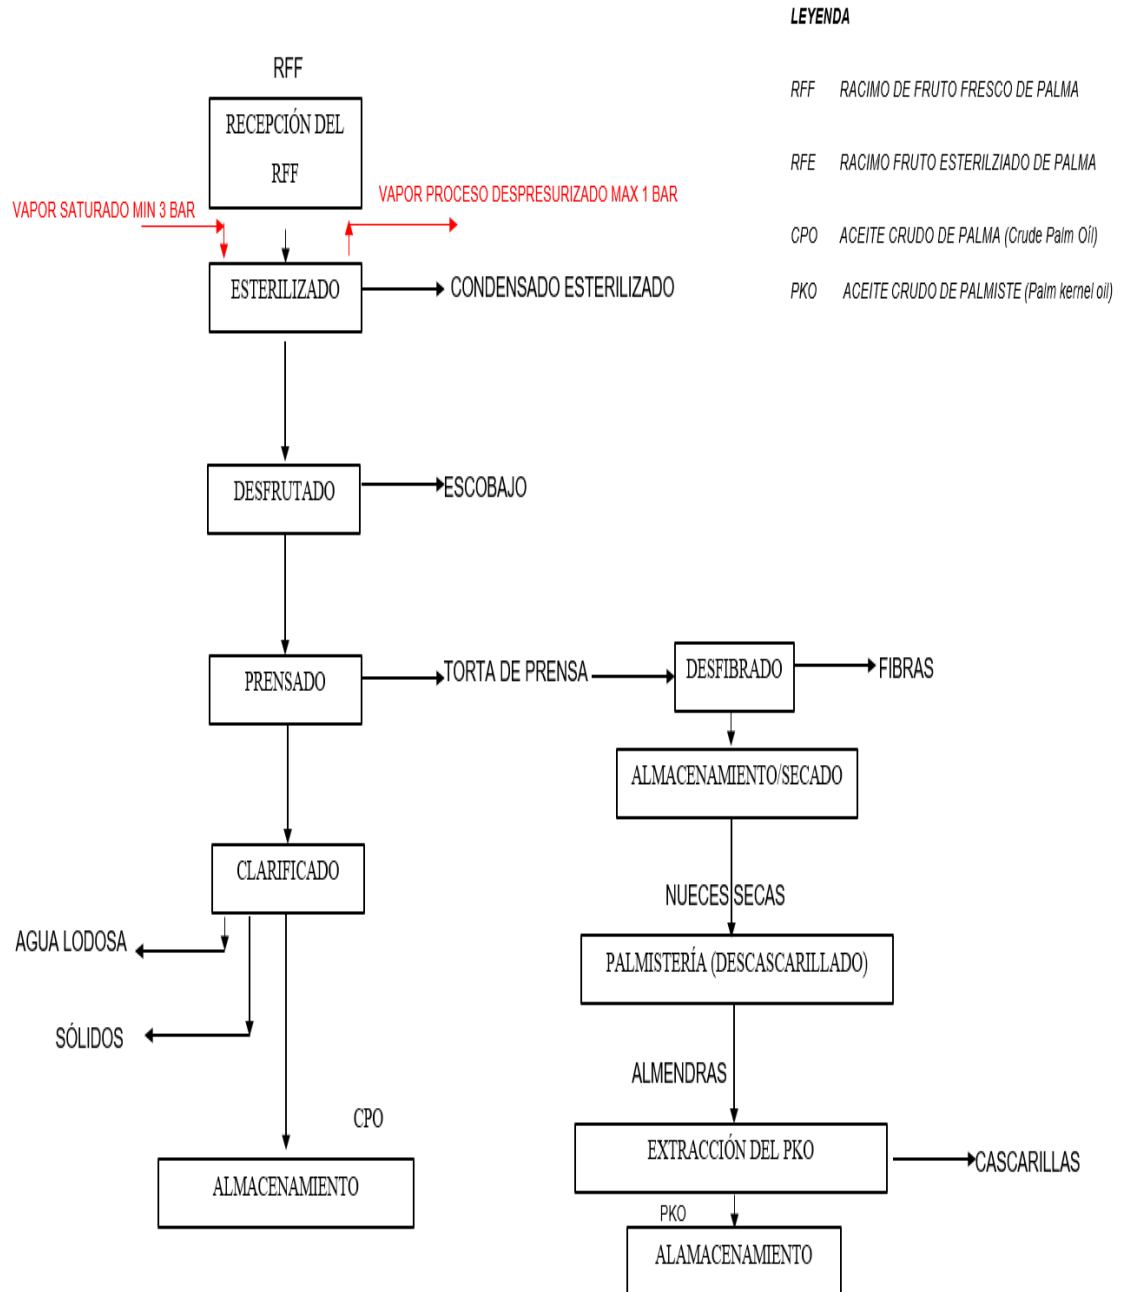 LEYENDA
RFF
RFF RACIMO DE FRUTO FRESCO DE PALMA
RECEPCIÓN DEL
RFF
RFE RACIMO FRUTO ESTERILZIADO DE PALMA
VAPOR SATURADO MIN 3 BAR
VAPOR PROCESO DESPRESURIZADO MAX 1 BAR
CPO ACEITE CRUDO DE PALMA (Crude Palm Oíl)
ESTERILIZADO
CONDENSADO ESTERILIZADO
PKO ACEITE CRUDO DE PALMISTE (Palm kernel oil)
DESFRUTADO
ESCOBAJO
PRENSADO
TORTA DE PRENSA
DESFIBRADO
FIBRAS
ALMACENAMIENTO/SECADO
CLARIFICADO
NUECES SECAS
AGUA LODOSA
PALMISTERÍA (DESCASCARILLADO)
SÓLIDOS
ALMENDRAS
CPO
EXTRACCIÓN DEL PKO
CASCARILLAS
ALMACENAMIENTO
PKO
ALAMACENAMIENTO